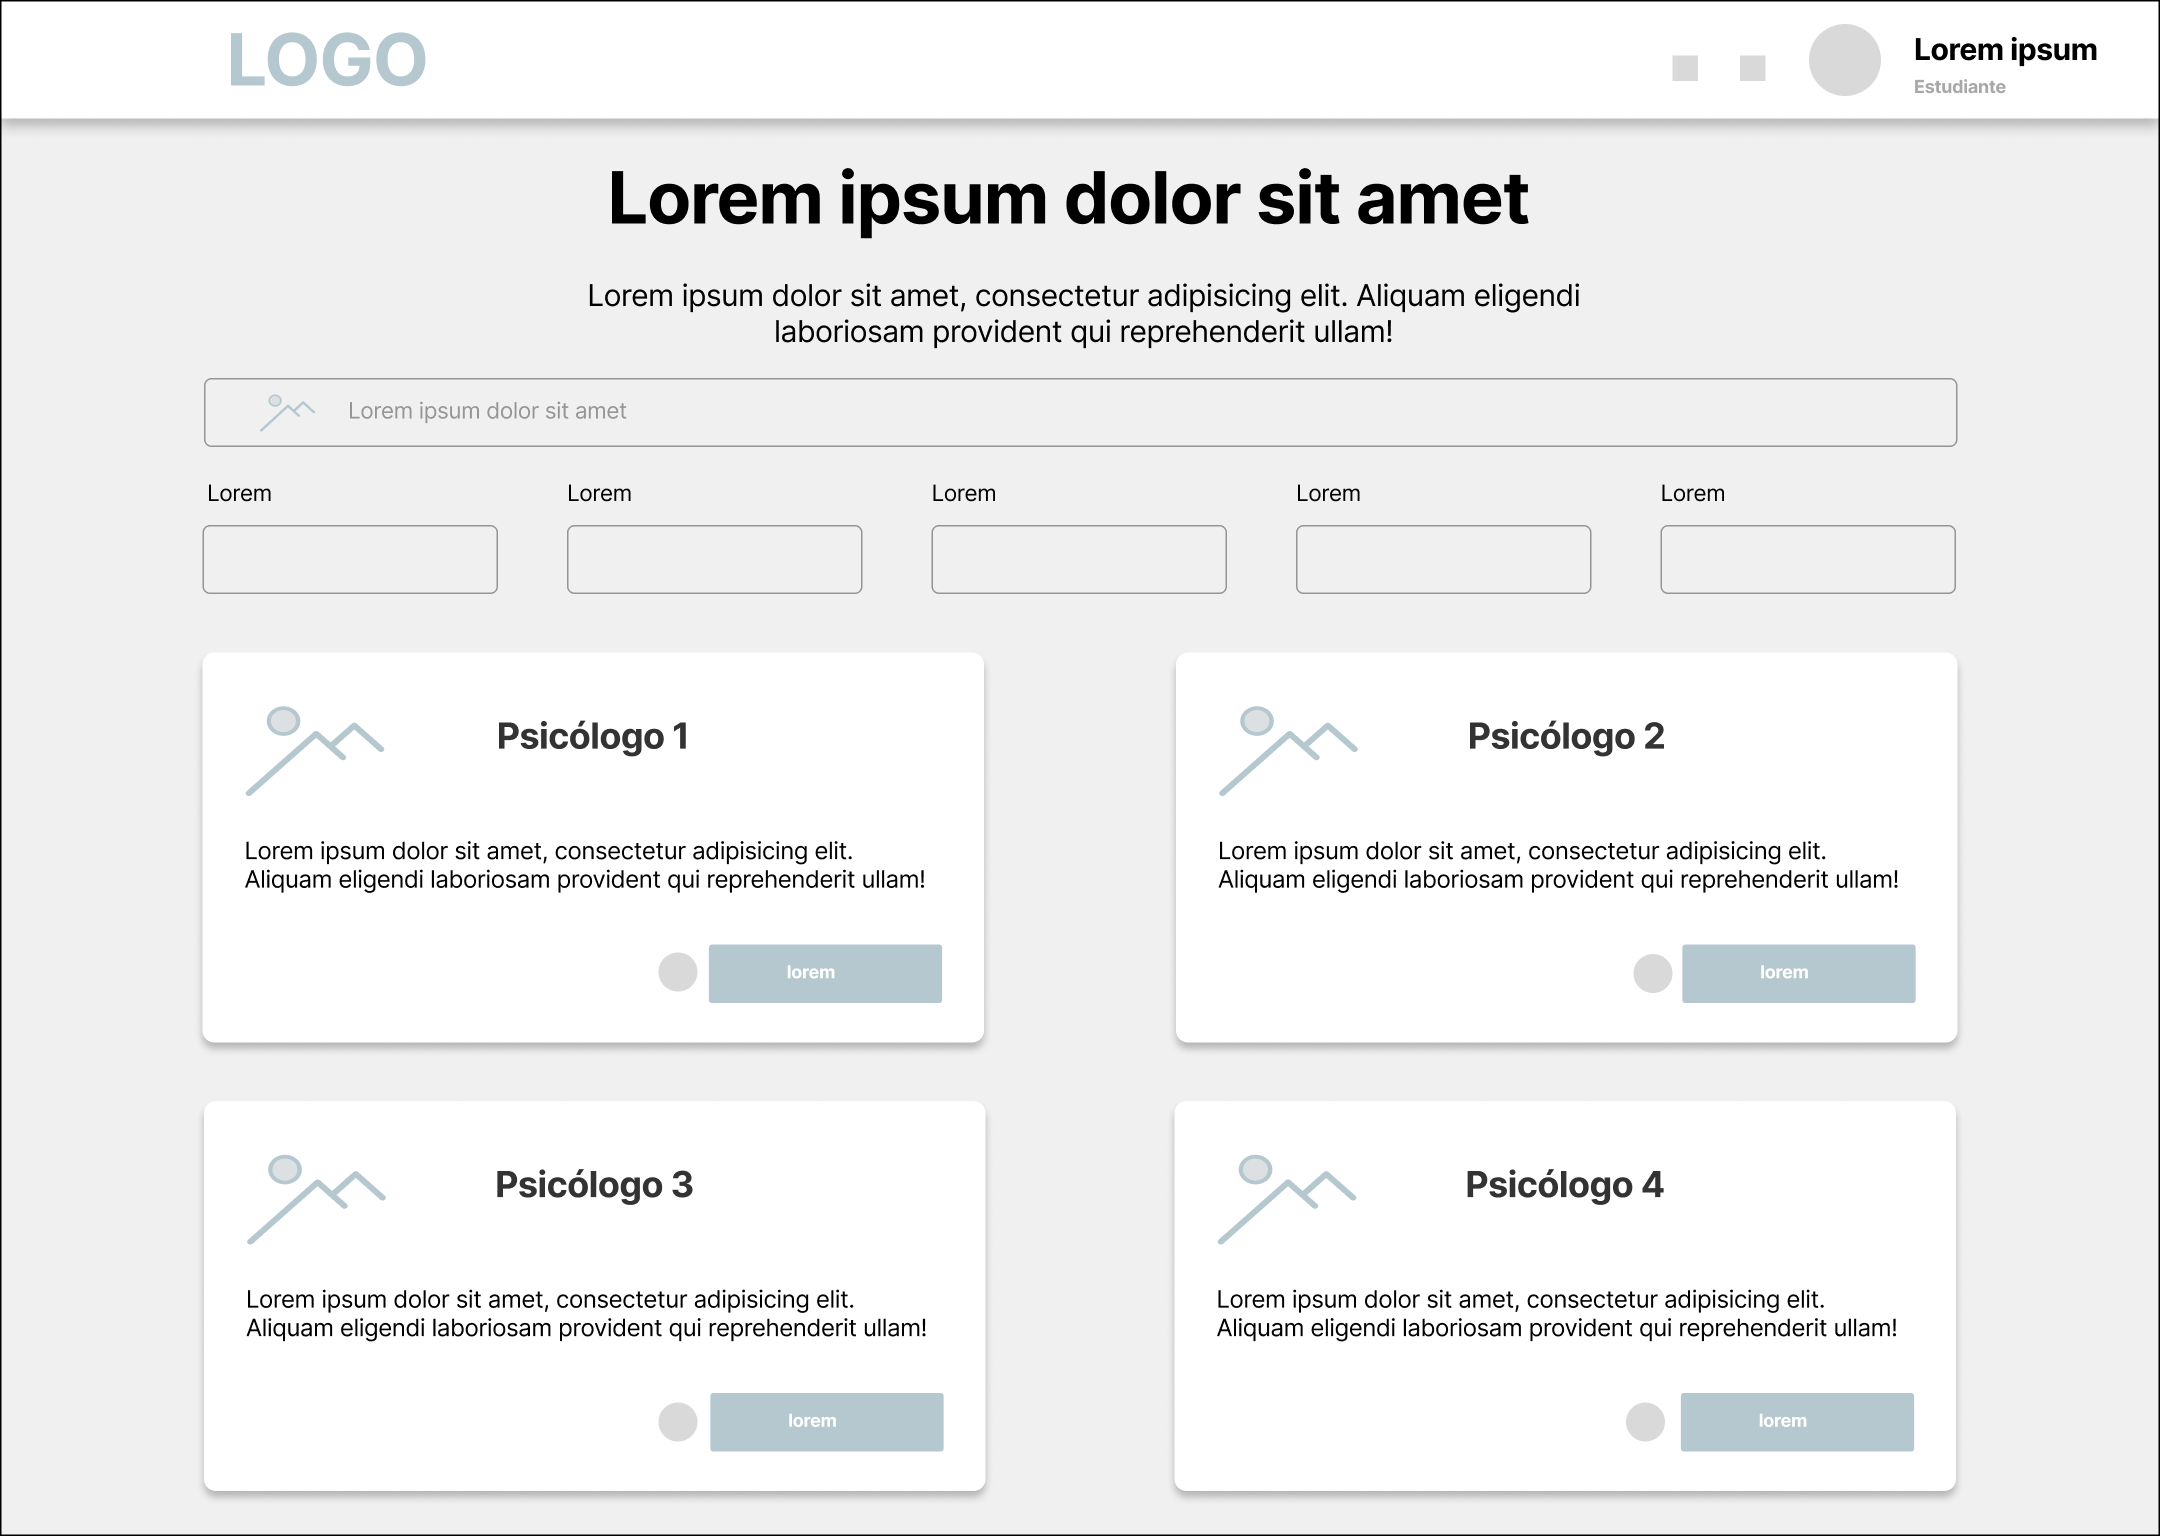 LOGO
Lorem ipsum
Estudiante
Lorem ipsum dolor sit amet
Lorem ipsum dolor sit amet, consectetur adipisicing elit. Aliquam eligendi
laboriosam provident qui reprehenderit ullam!
Lorem ipsum dolor sit amet
Lorem
Lorem
Lorem
Lorem
Lorem
Psicólogo 1
Lorem ipsum dolor sit amet, consectetur adipisicing elit.
Aliquam eligendi laboriosam provident qui reprehenderit ullam!
lorem
Psicólogo 2
Lorem ipsum dolor sit amet, consectetur adipisicing elit.
Aliquam eligendi laboriosam provident qui reprehenderit ullam!
lorem
Psicólogo 3
Lorem ipsum dolor sit amet, consectetur adipisicing elit.
Aliquam eligendi laboriosam provident qui reprehenderit ullam!
lorem
Psicólogo 4
Lorem ipsum dolor sit amet, consectetur adipisicing elit.
Aliquam eligendi laboriosam provident qui reprehenderit ullam!
lorem